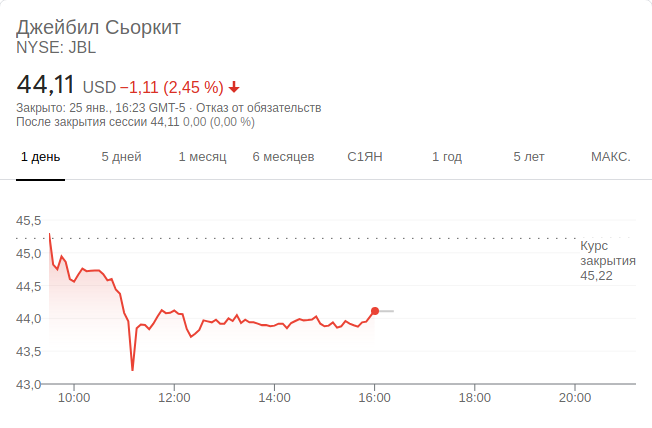 Джейбил Сьоркит
NYSE: JBL
44,11 USD −1,11 (2,45 %)
Закрыто: 25 янв., 16:23 GMT-5 · Отказ от обязательств
После закрытия сессии 44,11 0,00 (0,00 %)
1 день 5 дней 1 месяц 6 месяцев С1ЯН 1 год 5 лет МАКС.
45,5
45,0
44,5
44,0
43,5
43,0
Курс
закрытия
45,22
10:00 12:00 14:00 16:00 18:00 20:00